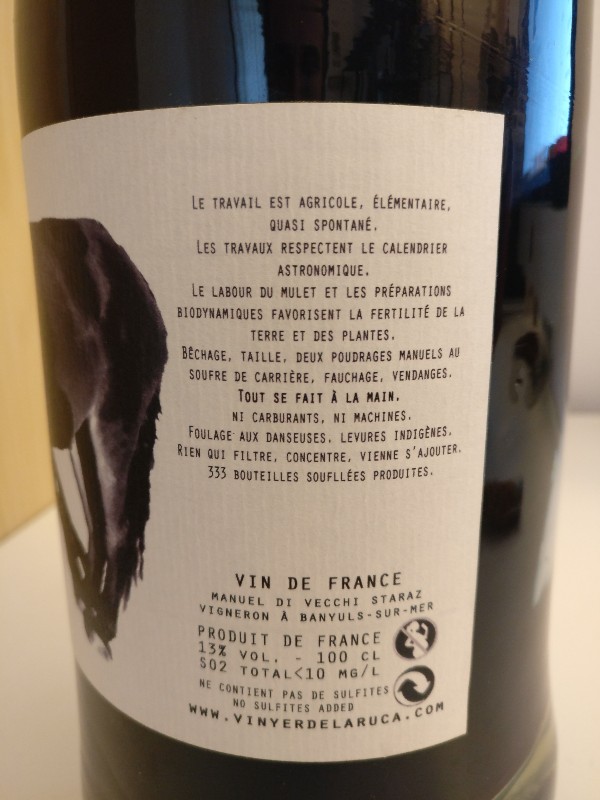 LE TRAVAIL EST AGRICOLE, ÉLÉMENTAIRE,
QUASI SPONTANÉ.
LES TRAVAUX RESPECTENT LE CALENDRIER
ASTRONOMIQUE.
LE LABOUR DU MULET ET LES PRÉPARATIONS
BIODYNAMIQUES FAVORISENT LA FERTILITÉ DE LA
TERRE ET DES PLANTES.
BÊCHAGE, TAILLE, DEUX POUDRAGES MANUELS AU
SOUFRE DE CARRIÈRE, FAUCHAGE, VENDANGES.
TOUT SE FAIT À LA MAIN.
NI CARBURANTS, NI MACHINES.
FOULAGE AUX DANSEUSES, LEVURES INDIGÈNES.
RIEN QUI FILTRE, CONCENTRE, VIENNE S'AJOUTER.
333 BOUTEILLES SOUFLLÉES PRODUITES.
VIN DE FRANCE
MANUEL DI VECCHI STARAZ
VIGNERON À BANYULS-SUR-MER
PRODUIT DE FRANCE
13% VOL. - 100 CL
SO2 TOTAL<10 MG/L
NE CONTIENT PAS DE SULFITES
NO SULFITES ADDED
WWW.VINYERDELARUCA.COM